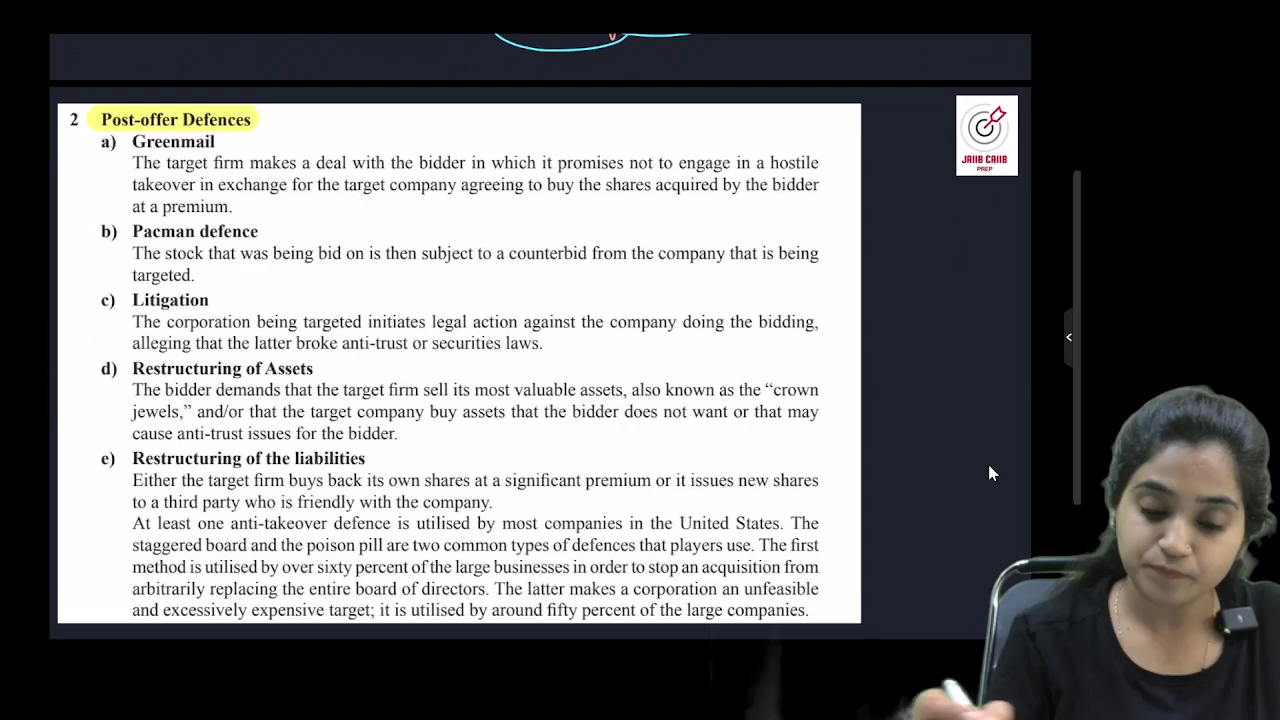 2 Post-offer Defences
a) Greenmail
The target firm makes a deal with the bidder in which it promises not to engage in a hostile
takeover in exchange for the target company agreeing to buy the shares acquired by the bidder
at a premium.
b) Pacman defence
The stock that was being bid on is then subject to a counterbid from the company that is being
targeted.
c) Litigation
The corporation being targeted initiates legal action against the company doing the bidding,
alleging that the latter broke anti-trust or securities laws.
d) Restructuring of Assets
The bidder demands that the target firm sell its most valuable assets, also known as the “crown
jewels,” and/or that the target company buy assets that the bidder does not want or that may
cause anti-trust issues for the bidder.
e) Restructuring of the liabilities
Either the target firm buys back its own shares at a significant premium or it issues new shares
to a third party who is friendly with the company.
At least one anti-takeover defence is utilised by most companies in the United States. The
staggered board and the poison pill are two common types of defences that players use. The first
method is utilised by over sixty percent of the large businesses in order to stop an acquisition from
arbitrarily replacing the entire board of directors. The latter makes a corporation an unfeasible
and excessively expensive target; it is utilised by around fifty percent of the large companies.
JAIIB CAIIB
PREP